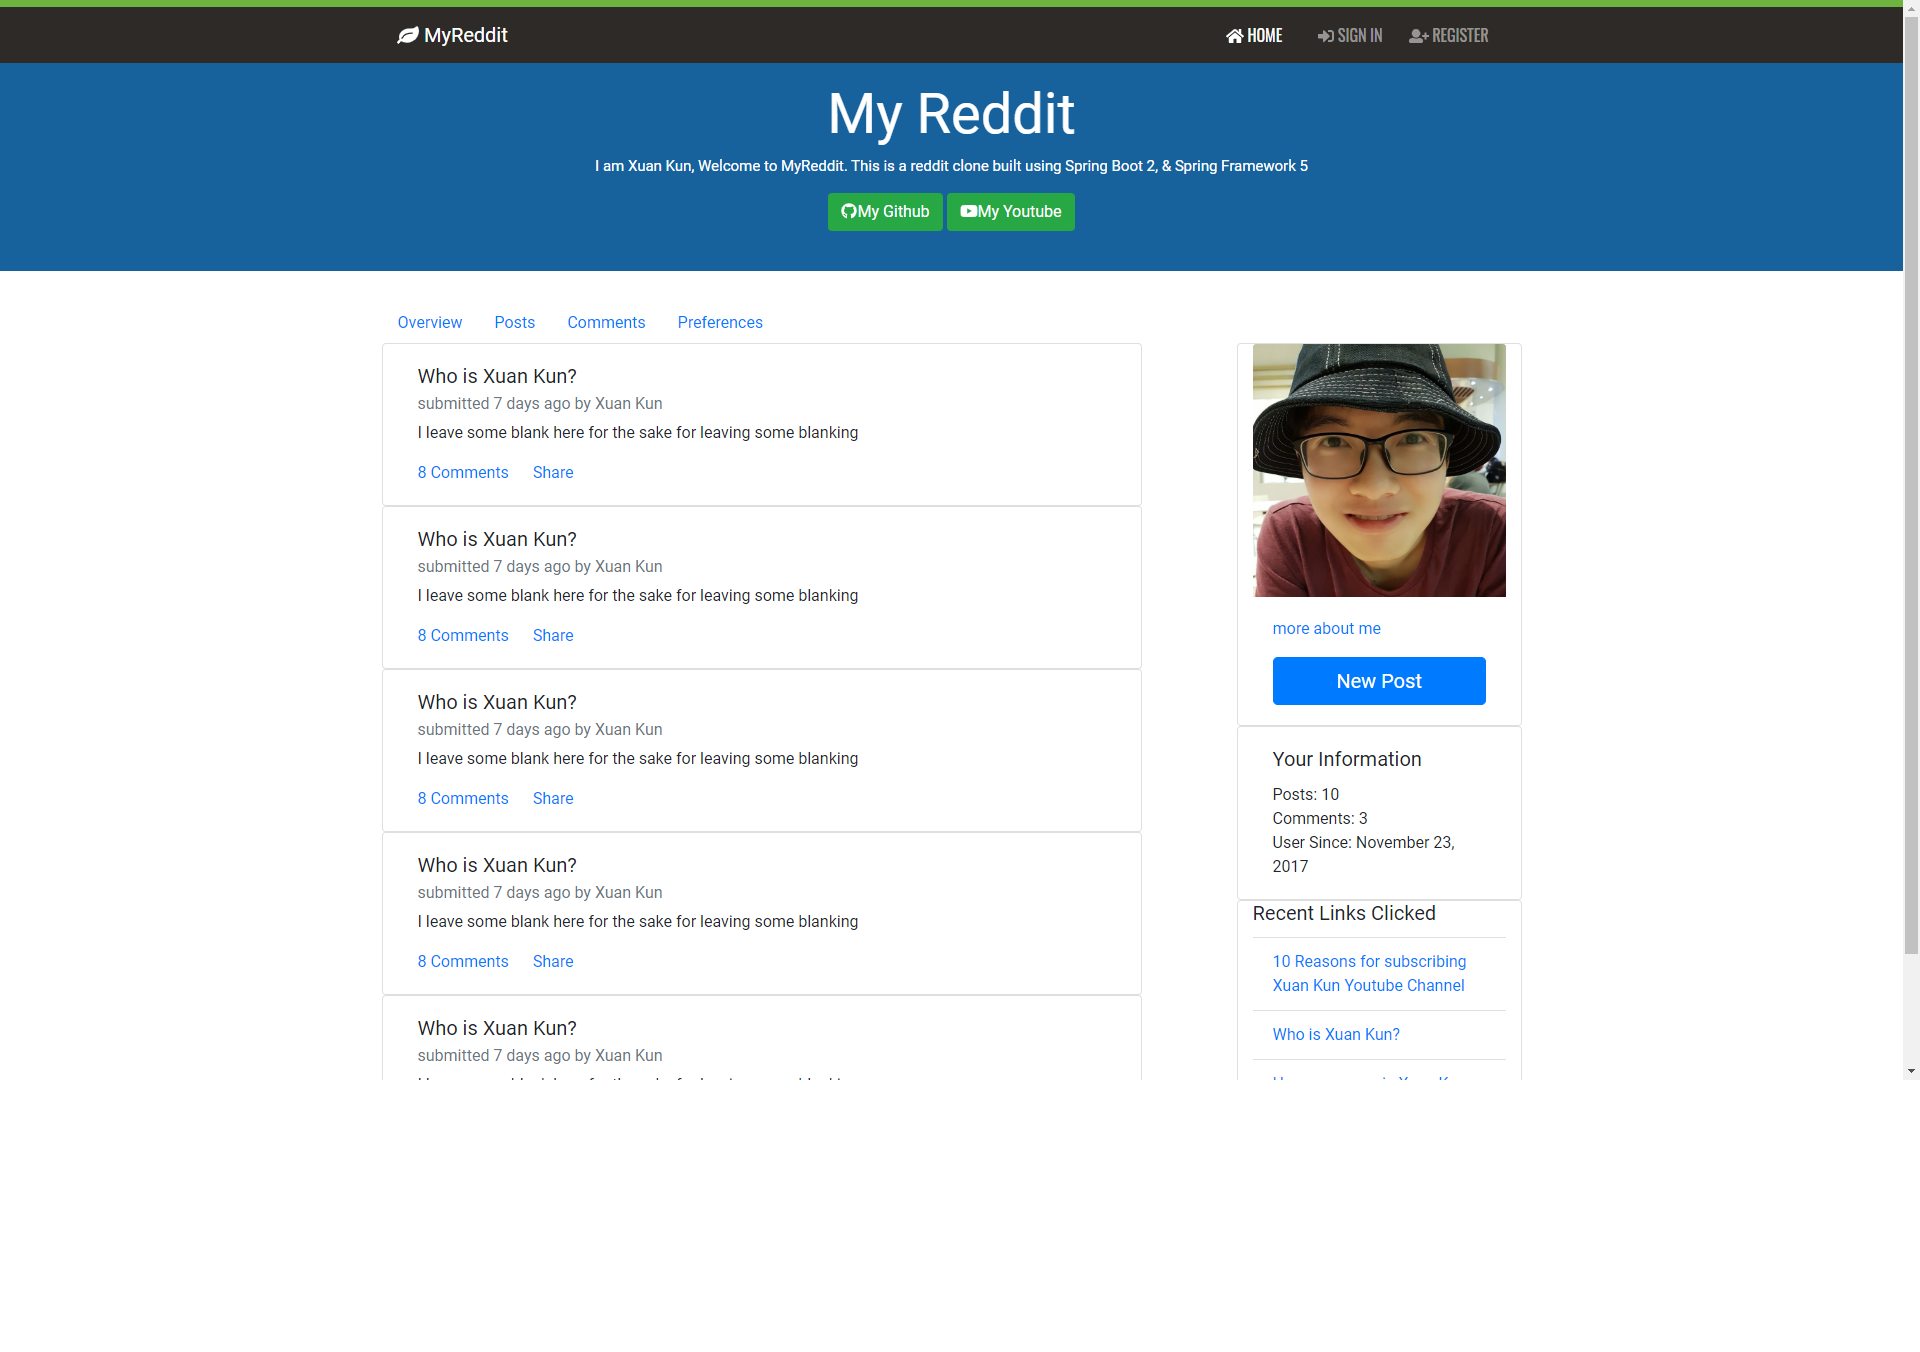 MyReddit
HOME
SIGN IN
REGISTER
My Reddit
I am Xuan Kun, Welcome to MyReddit. This is a reddit clone built using Spring Boot 2, & Spring Framework 5
My Github
My Youtube
Overview
Posts
Comments
Preferences
Who is Xuan Kun?
submitted 7 days ago by Xuan Kun
I leave some blank here for the sake for leaving some blanking
8 Comments
Share
Who is Xuan Kun?
submitted 7 days ago by Xuan Kun
I leave some blank here for the sake for leaving some blanking
8 Comments
Share
Who is Xuan Kun?
submitted 7 days ago by Xuan Kun
I leave some blank here for the sake for leaving some blanking
8 Comments
Share
Who is Xuan Kun?
submitted 7 days ago by Xuan Kun
I leave some blank here for the sake for leaving some blanking
8 Comments
Share
Who is Xuan Kun?
submitted 7 days ago by Xuan Kun
more about me
New Post
Your Information
Posts: 10
Comments: 3
User Since: November 23,
2017
Recent Links Clicked
10 Reasons for subscribing
Xuan Kun Youtube Channel
Who is Xuan Kun?